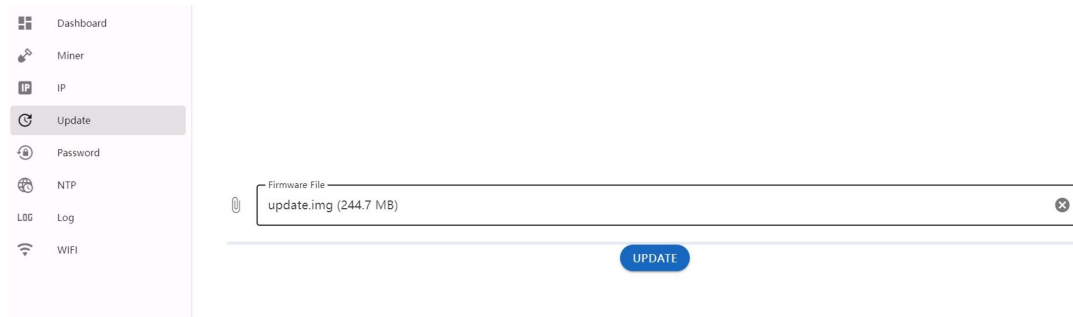 Dashboard
Miner
IP IP
Update
Password
NTP
LOG Log
WIFI
Firmware File
update.img (244.7 MB)
UPDATE